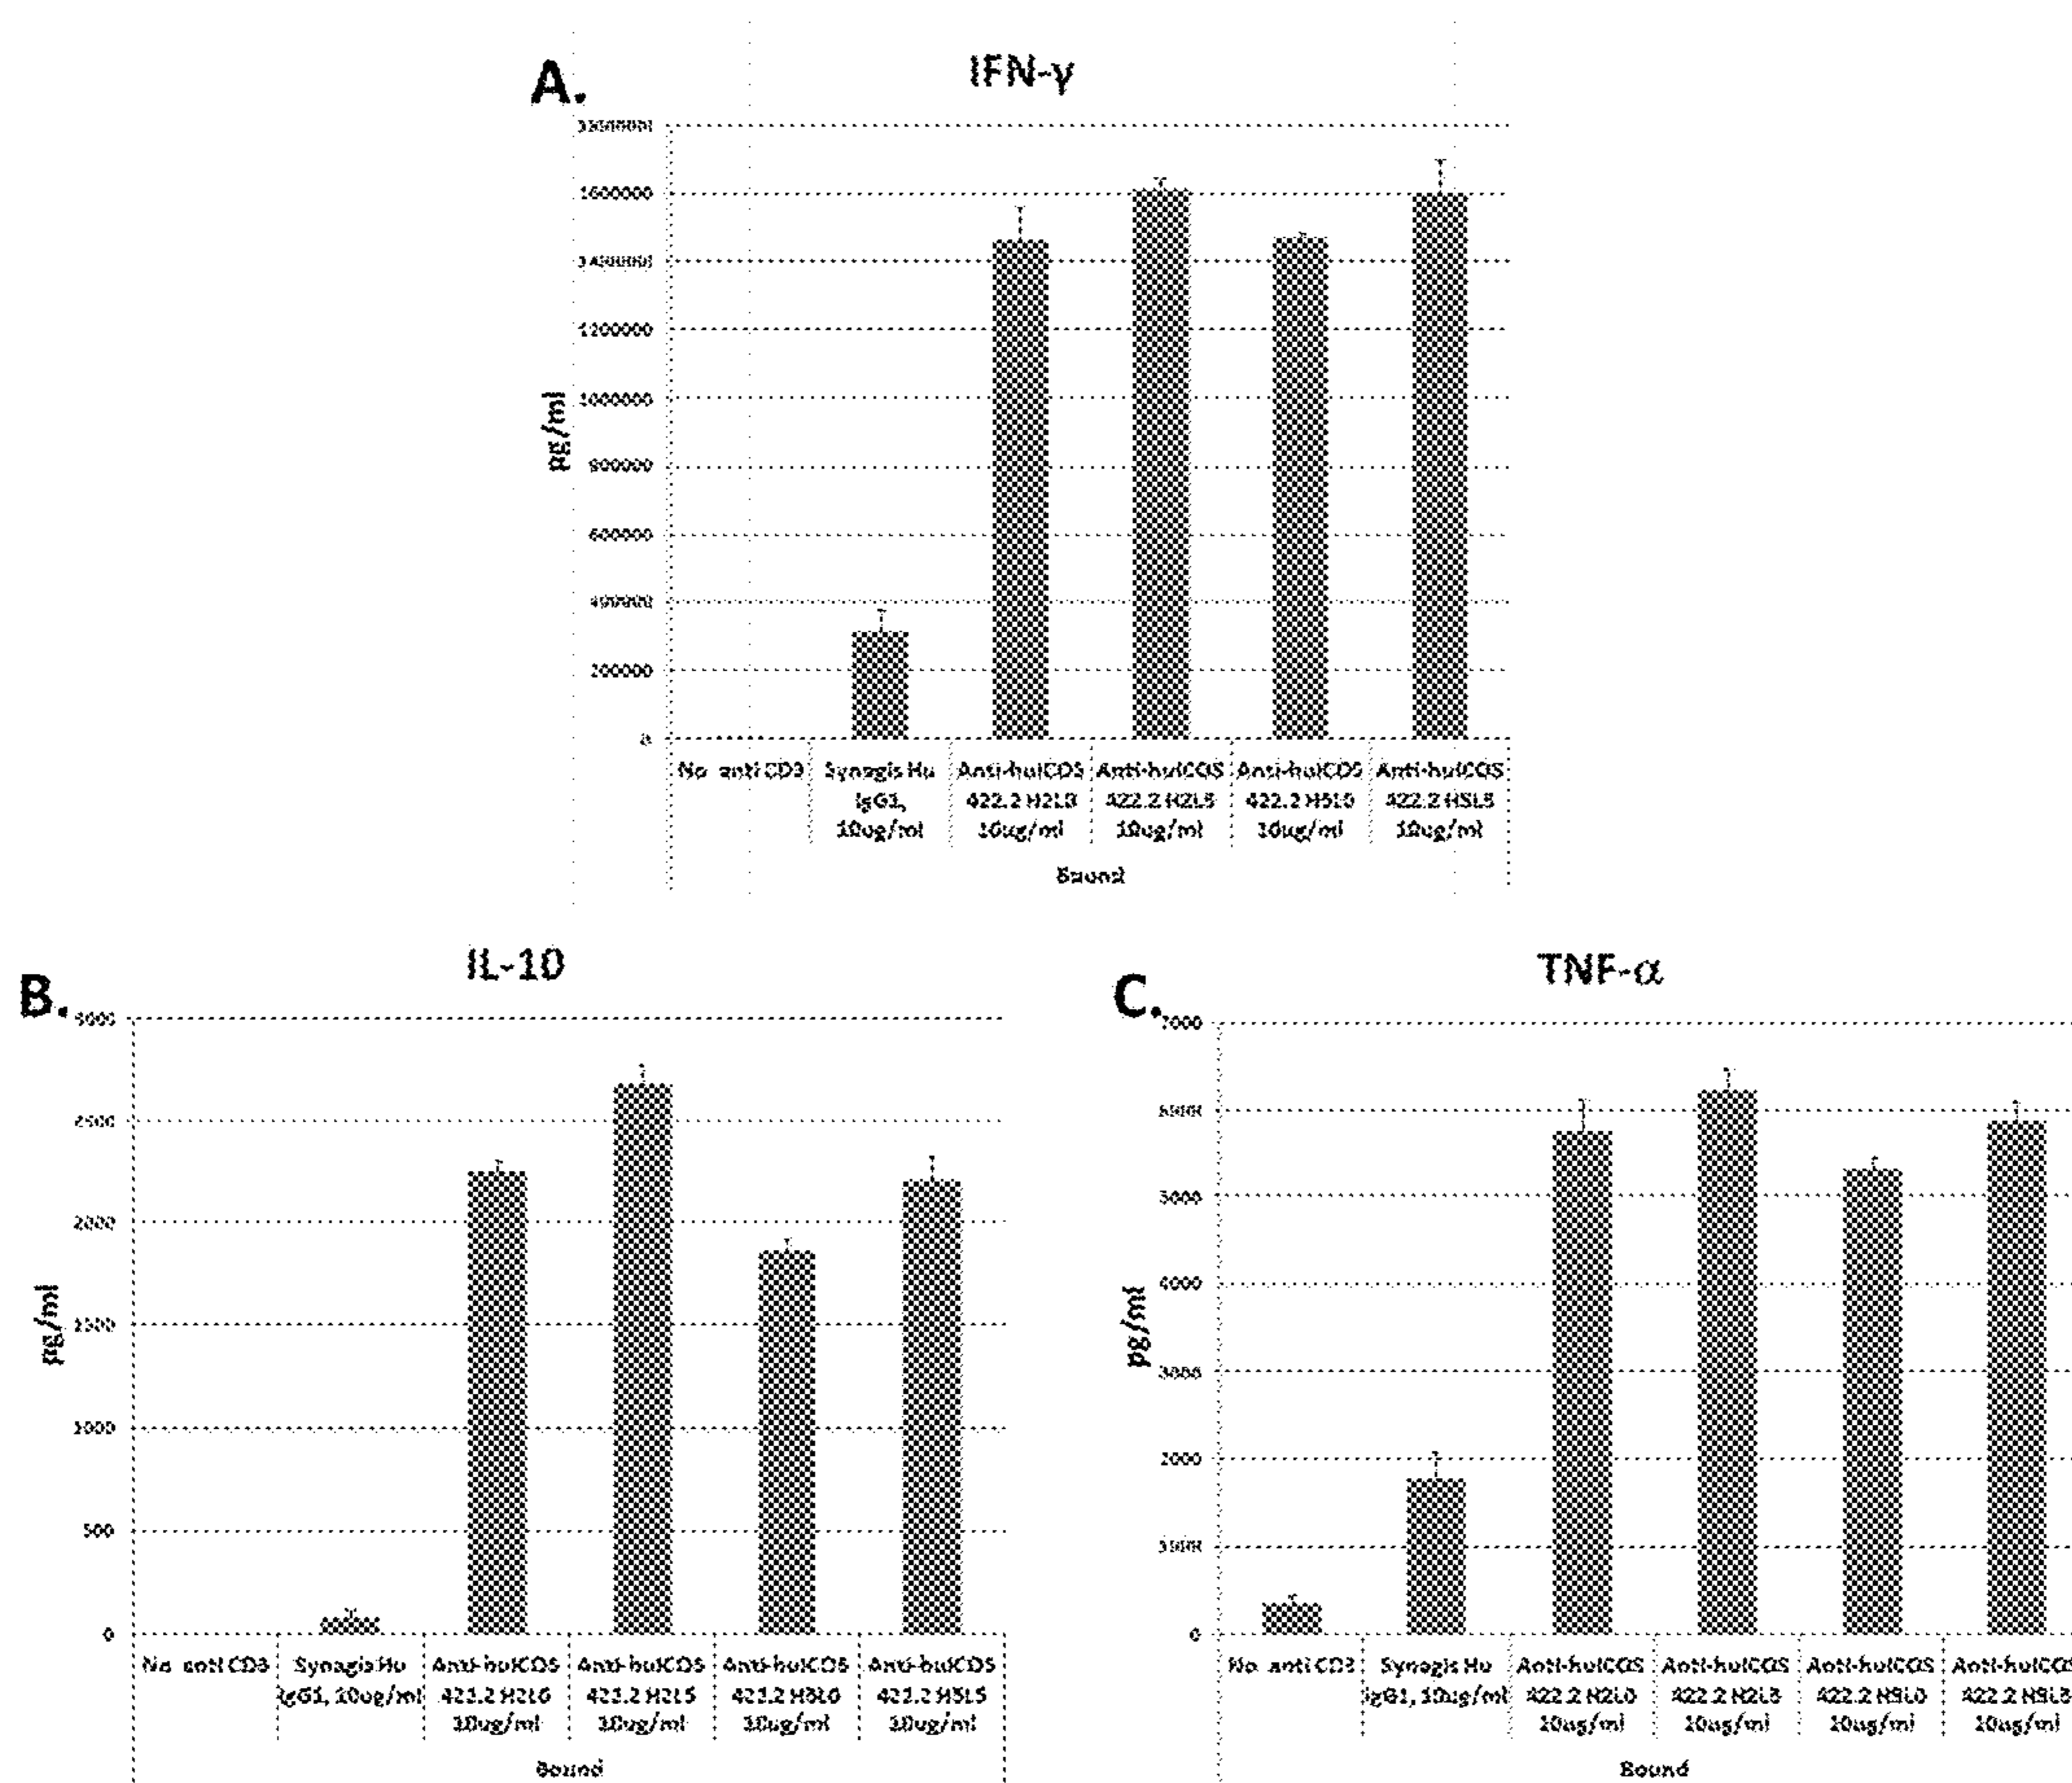 A.
IFN-γ
1800000
1600000
1400000
1200000
1000000
800000
600000
400000
200000
0
pg/ml
No anti CD3
Synagis Hu
IgG1,
10ug/ml
Anti-huICOS
422.2 H2L0
10ug/ml
Anti-huICOS
422.2 H2L5
10ug/ml
Anti-huICOS
422.2 H5L0
10ug/ml
Anti-huICOS
422.2 H5L5
10ug/ml
Bound
B.
IL-10
3000
2500
2000
1500
1000
500
0
pg/ml
No anti CD3
Synagis Hu
IgG1, 10ug/ml
Anti-huICOS
422.2 H2L0
10ug/ml
Anti-huICOS
422.2 H2L5
10ug/ml
Anti-huICOS
422.2 H5L0
10ug/ml
Anti-huICOS
422.2 H5L5
10ug/ml
Bound
C.
TNF-α
7000
6000
5000
4000
3000
2000
1000
0
pg/ml
No anti CD3
Synagis Hu
IgG1, 10ug/ml
Anti-huICOS
422.2 H2L0
10ug/ml
Anti-huICOS
422.2 H2L5
10ug/ml
Anti-huICOS
422.2 H5L0
10ug/ml
Anti-huICOS
422.2 H5L5
10ug/ml
Bound